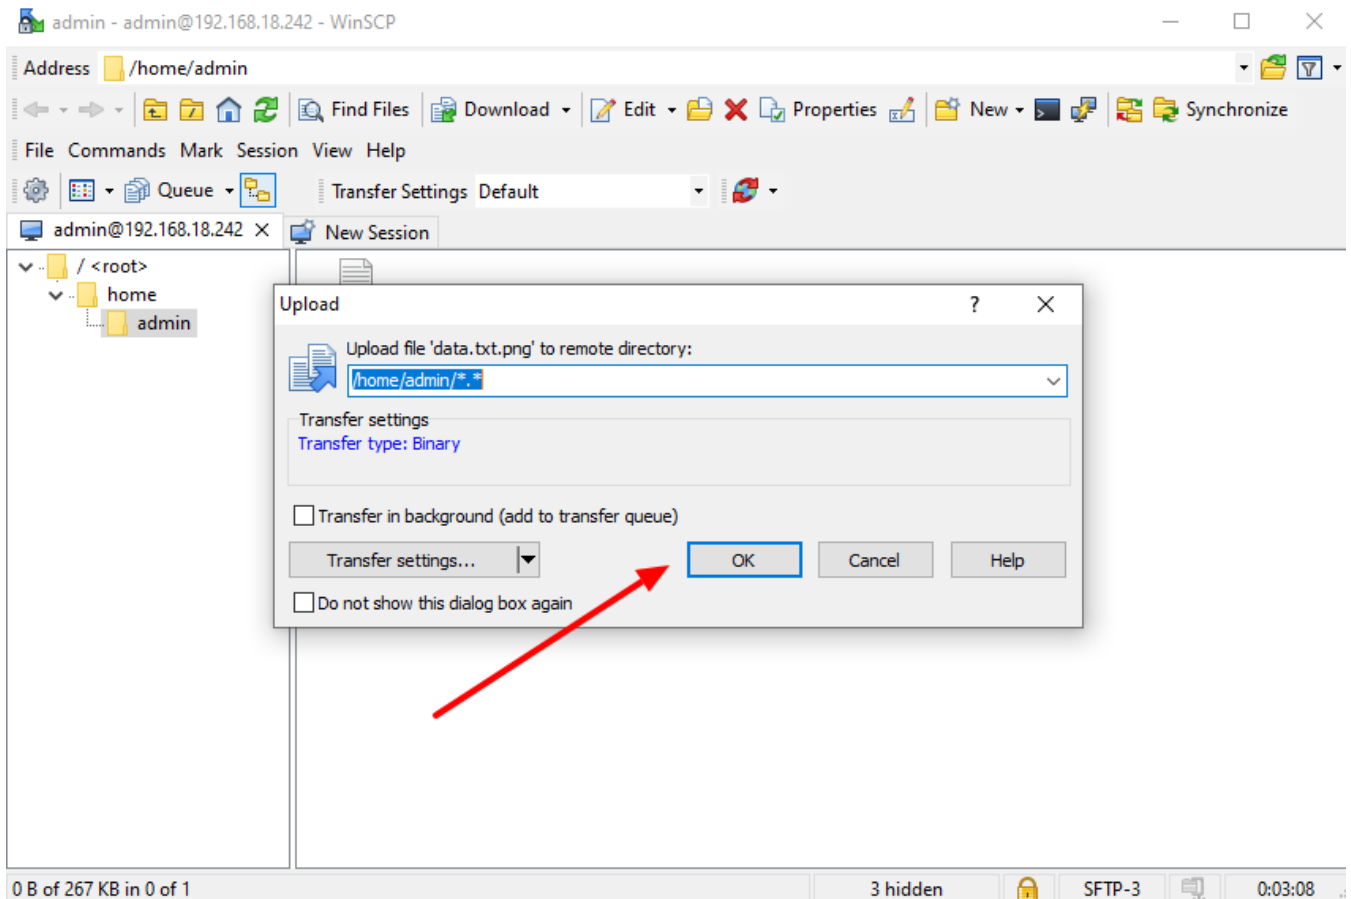 admin - admin@192.168.18.242 - WinSCP
Address /home/admin
Find Files Download Edit Properties New Synchronize
File Commands Mark Session View Help
Queue Transfer Settings Default
admin@192.168.18.242 New Session
/ <root>
home
admin
Upload
?
Upload file 'data.txt.png' to remote directory:
/home/admin/*.*
Transfer settings
Transfer type: Binary
Transfer in background (add to transfer queue)
Transfer settings... OK Cancel Help
Do not show this dialog box again
0 B of 267 KB in 0 of 1 3 hidden SFTP-3 0:03:08